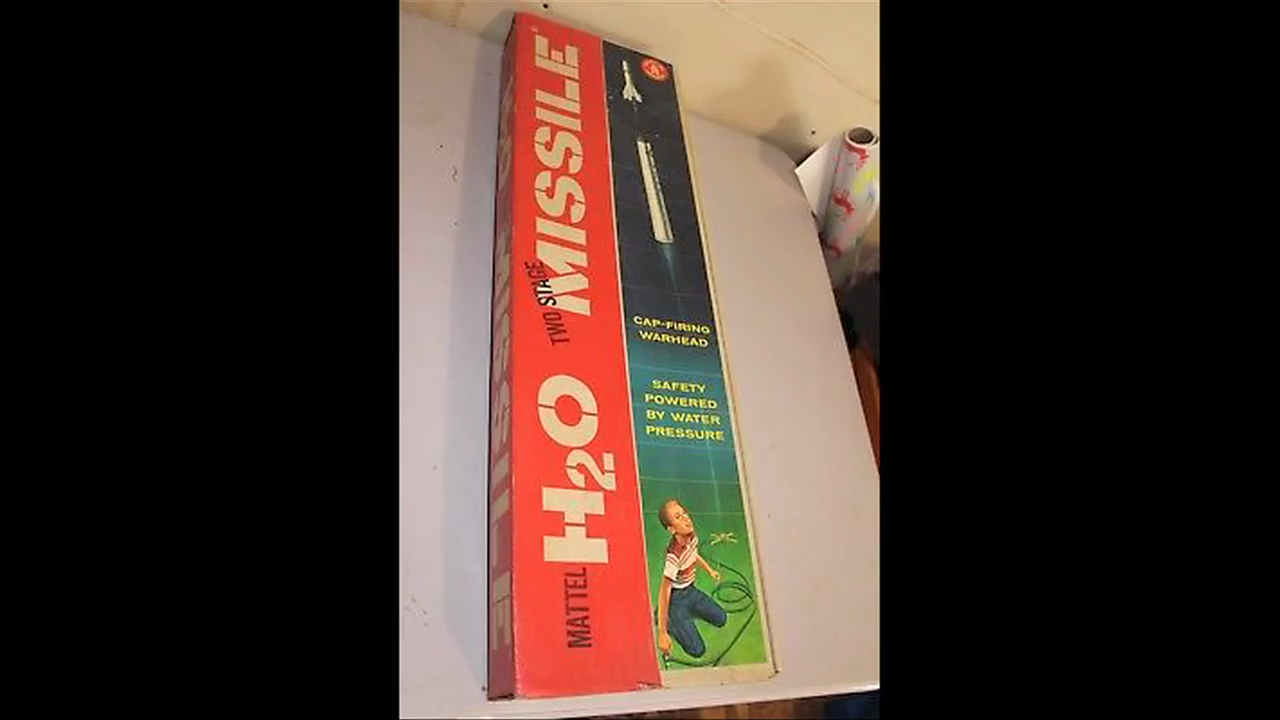 MATTEL H2O TWO STAGE MISSILE
CAP-FIRING
WARHEAD
SAFETY
POWERED
BY WATER
PRESSURE